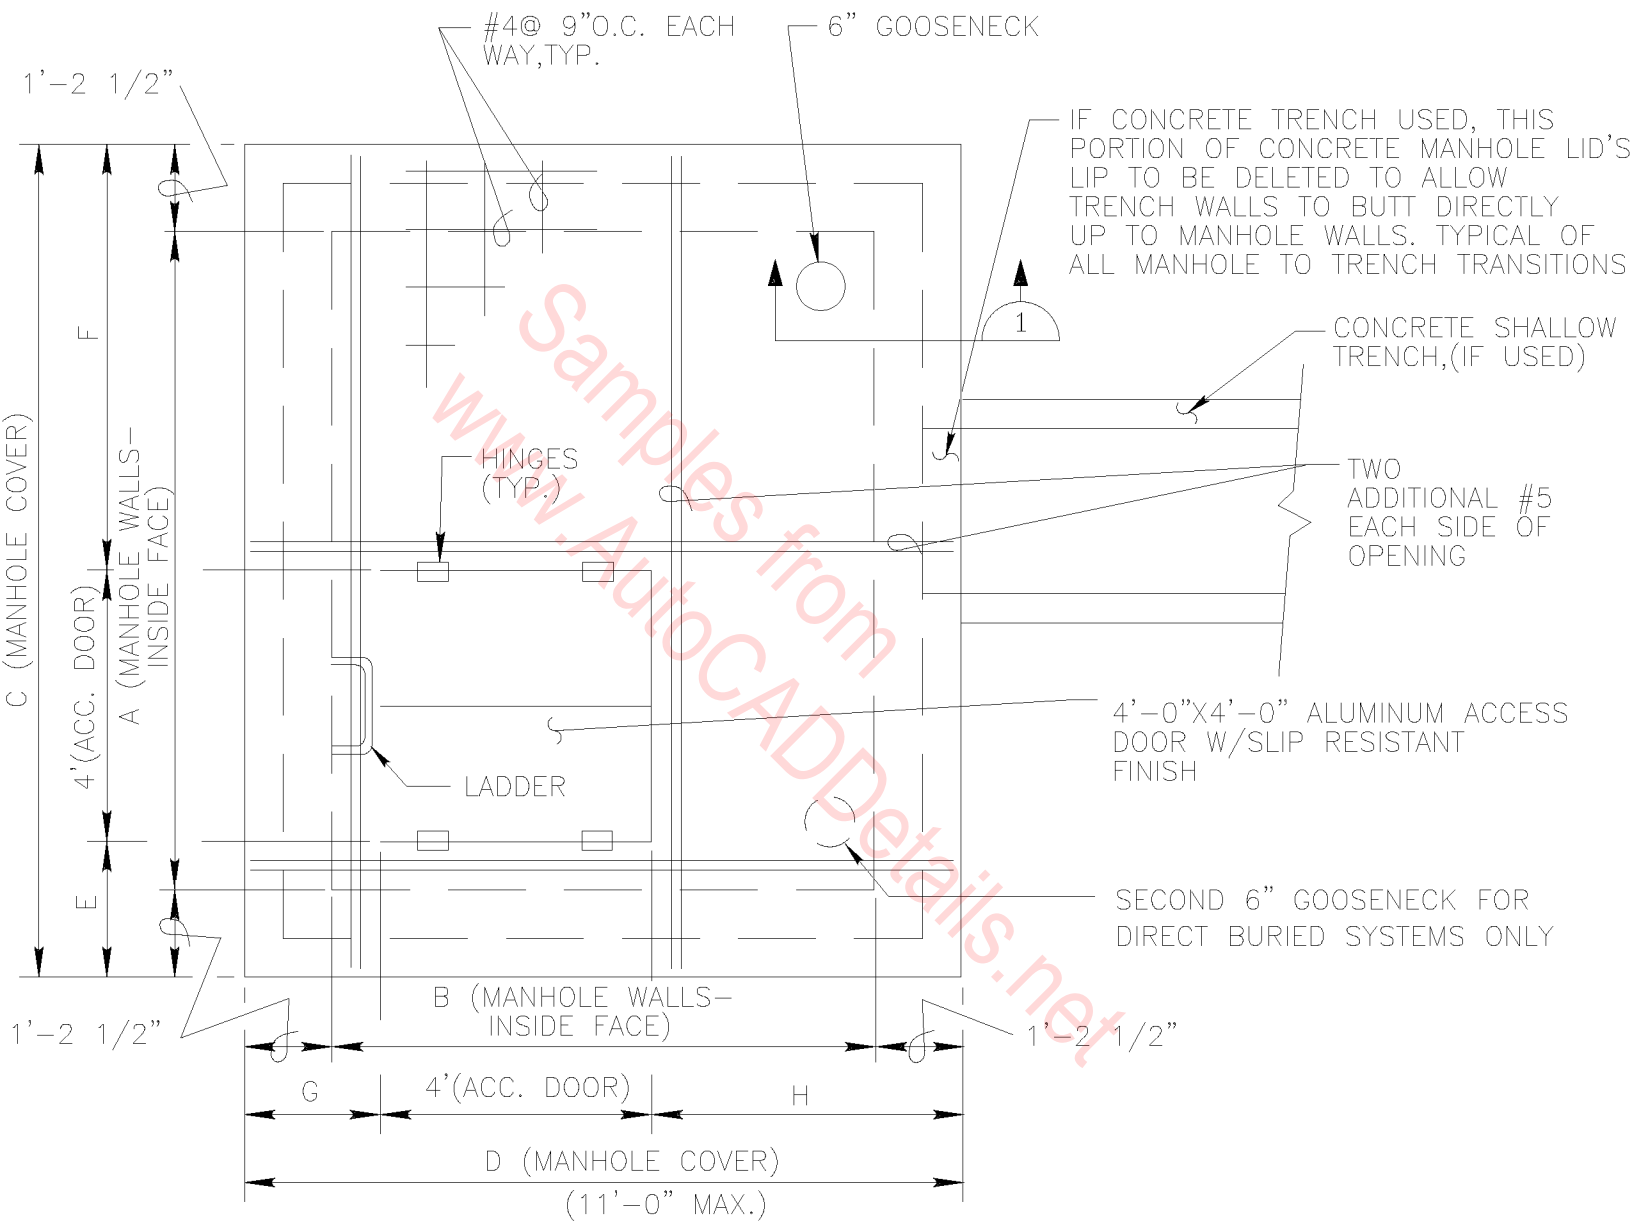 #4@ 9"O.C. EACH
WAY,TYP.
6" GOOSENECK
1'-2 1/2"
IF CONCRETE TRENCH USED, THIS
PORTION OF CONCRETE MANHOLE LID'S
LIP TO BE DELETED TO ALLOW
TRENCH WALLS TO BUTT DIRECTLY
UP TO MANHOLE WALLS. TYPICAL OF
ALL MANHOLE TO TRENCH TRANSITIONS
1
CONCRETE SHALLOW
TRENCH,(IF USED)
F
C (MANHOLE COVER)
A (MANHOLE WALLS-
INSIDE FACE)
4'(ACC. DOOR)
E
HINGES
(TYP.)
TWO
ADDITIONAL #5
EACH SIDE OF
OPENING
4'-0"X4'-0" ALUMINUM ACCESS
DOOR W/SLIP RESISTANT
FINISH
LADDER
SECOND 6" GOOSENECK FOR
DIRECT BURIED SYSTEMS ONLY
B (MANHOLE WALLS-
INSIDE FACE)
1'-2 1/2"
1'-2 1/2"
G
4'(ACC. DOOR)
H
D (MANHOLE COVER)
(11'-0" MAX.)
Samples from
www.AutoCADDetails.net